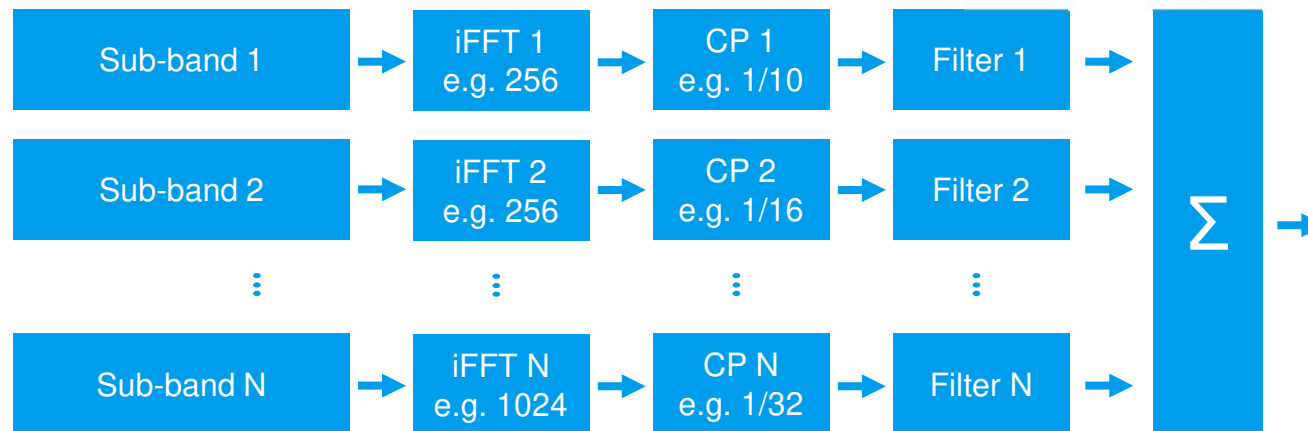 Sub-band 1
iFFT 1
e.g. 256
CP 1
e.g. 1/10
Filter 1
Sub-band 2
iFFT 2
e.g. 256
CP 2
e.g. 1/16
Filter 2
Σ
Sub-band N
iFFT N
e.g. 1024
CP N
e.g. 1/32
Filter N